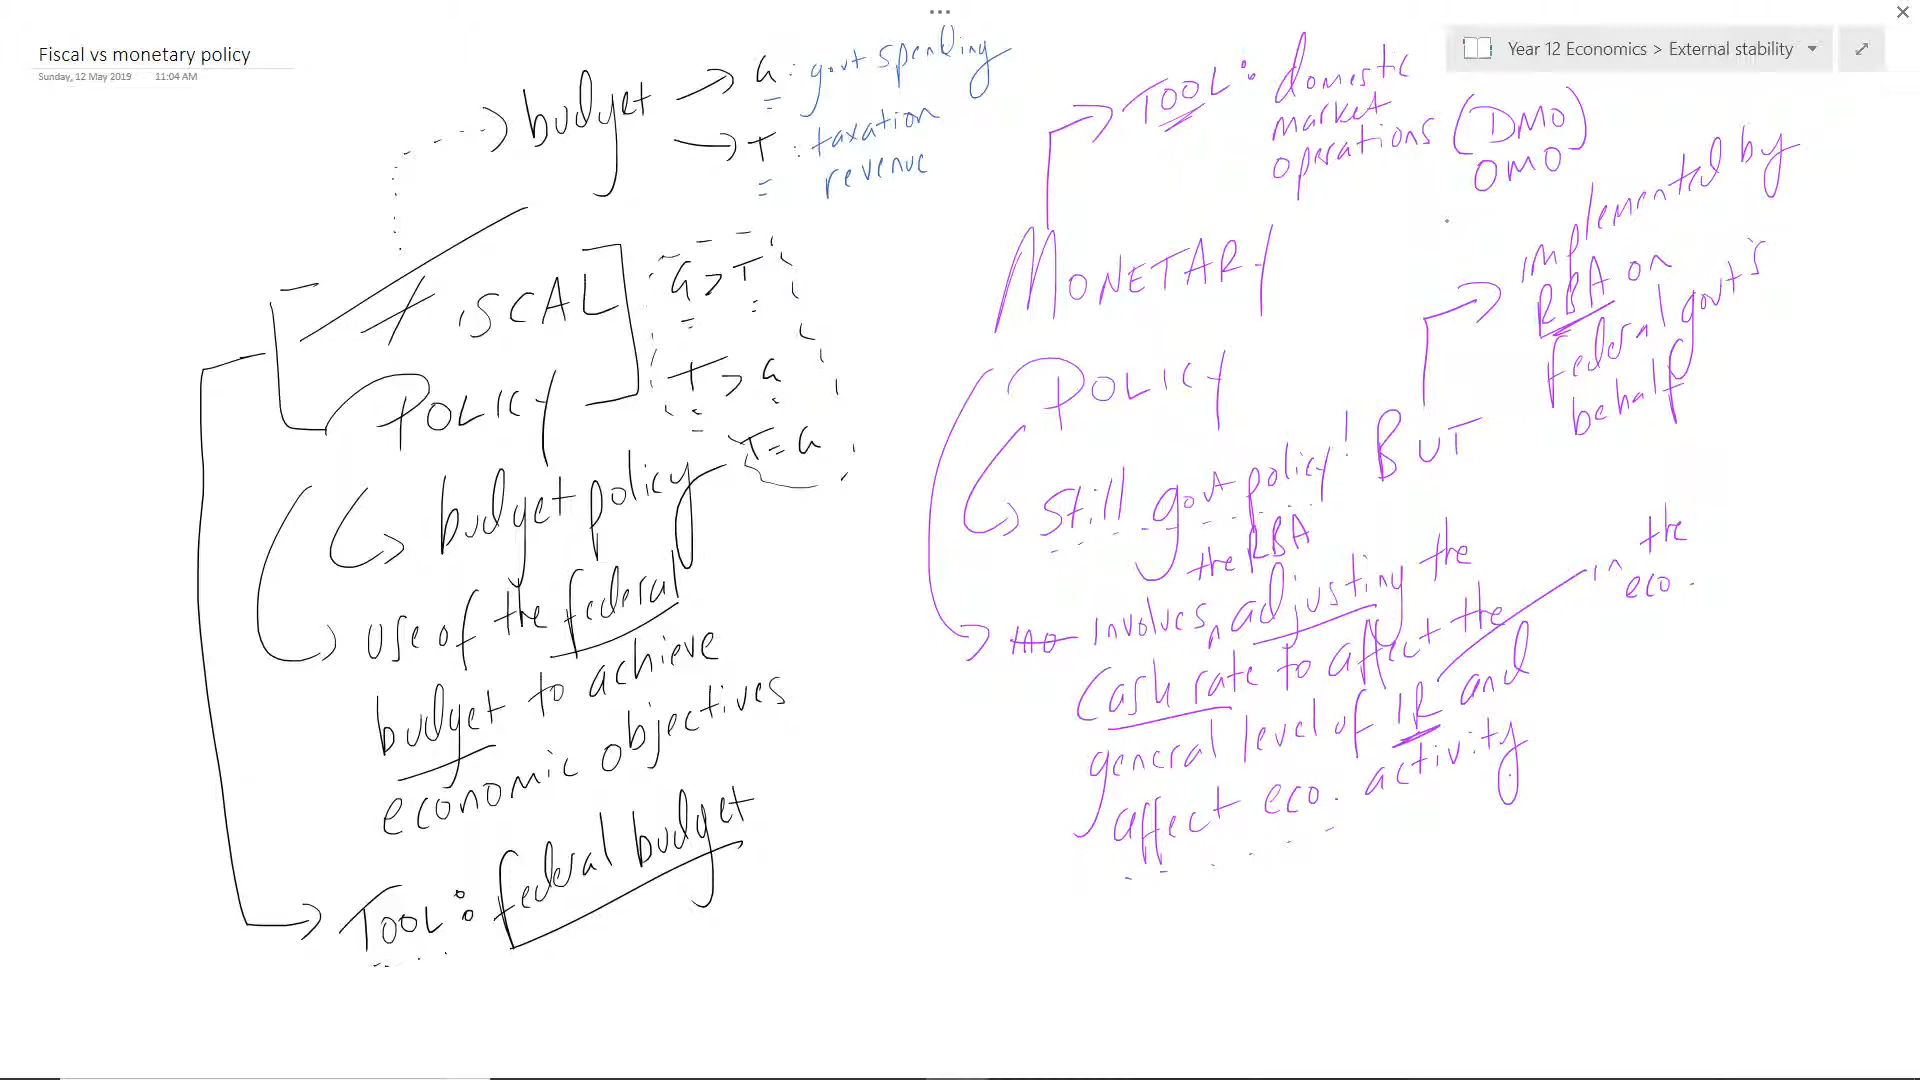 Fiscal vs monetary policy
Sunday, 12 May 2019 11:04 AM
Year 12 Economics > External stability
budget
G : govt spending
T : taxation
revenue
FISCAL
POLICY
G > T
T > G
T = G
budget policy
use of the federal
budget to achieve
economic objectives
TOOL: federal budget
TOOL: domestic
market
operations (DMO)
OMO
MONETARY
POLICY
still govt policy! BUT
implemented by
RBA on
federal govt's
behalf
the RBA
involves adjusting the
cash rate to affect the
general level of IR and
in the
eco.
affect eco. activity